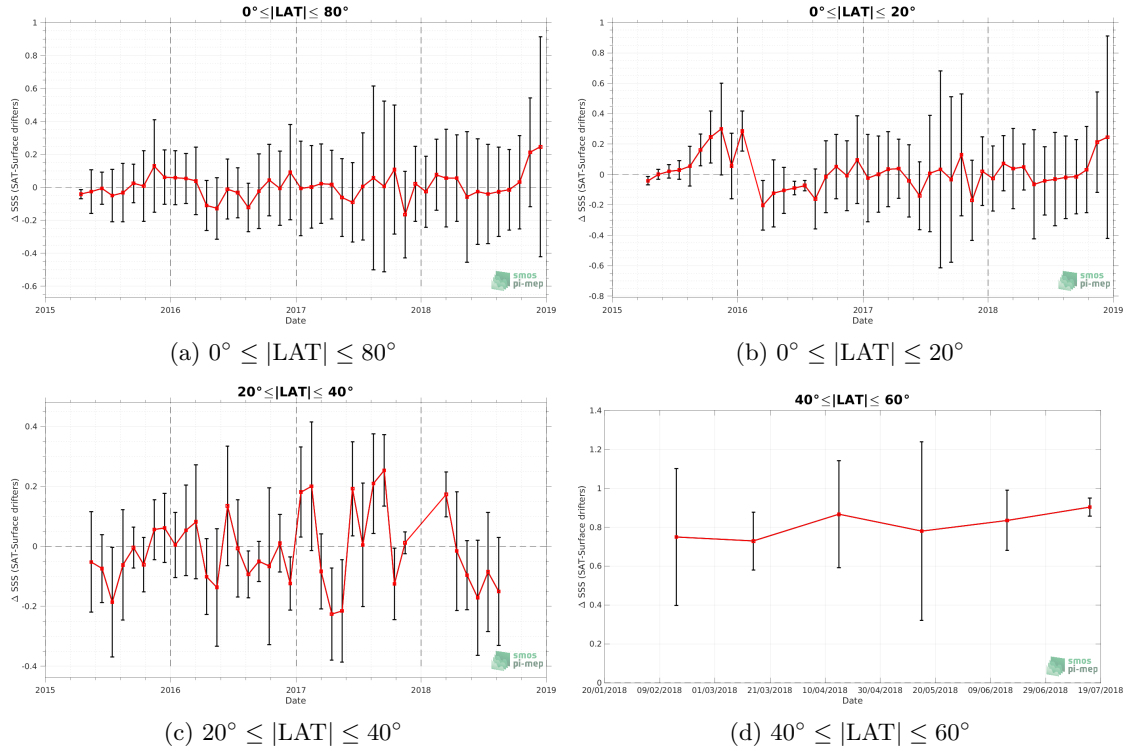 0°≤|LAT|≤ 80°
Δ SSS (SAT-Surface drifters)
1
0.8
0.6
0.4
0.2
0
-0.2
-0.4
-0.6
2015
2016
2017
2018
2019
Date
smos
pi-mep
(a) 0° ≤ |LAT| ≤ 80°
0°≤|LAT|≤ 20°
Δ SSS (SAT-Surface drifters)
1
0.8
0.6
0.4
0.2
0
-0.2
-0.4
-0.6
-0.8
2015
2016
2017
2018
2019
Date
smos
pi-mep
(b) 0° ≤ |LAT| ≤ 20°
20°≤|LAT|≤ 40°
Δ SSS (SAT-Surface drifters)
0.4
0.2
0
-0.2
-0.4
2015
2016
2017
2018
2019
Date
smos
pi-mep
(c) 20° ≤ |LAT| ≤ 40°
40°≤|LAT|≤ 60°
Δ SSS (SAT-Surface drifters)
1.4
1.2
1
0.8
0.6
0.4
0.2
0
20/01/2018
09/02/2018
01/03/2018
21/03/2018
10/04/2018
30/04/2018
20/05/2018
09/06/2018
29/06/2018
19/07/2018
Date
smos
pi-mep
(d) 40° ≤ |LAT| ≤ 60°